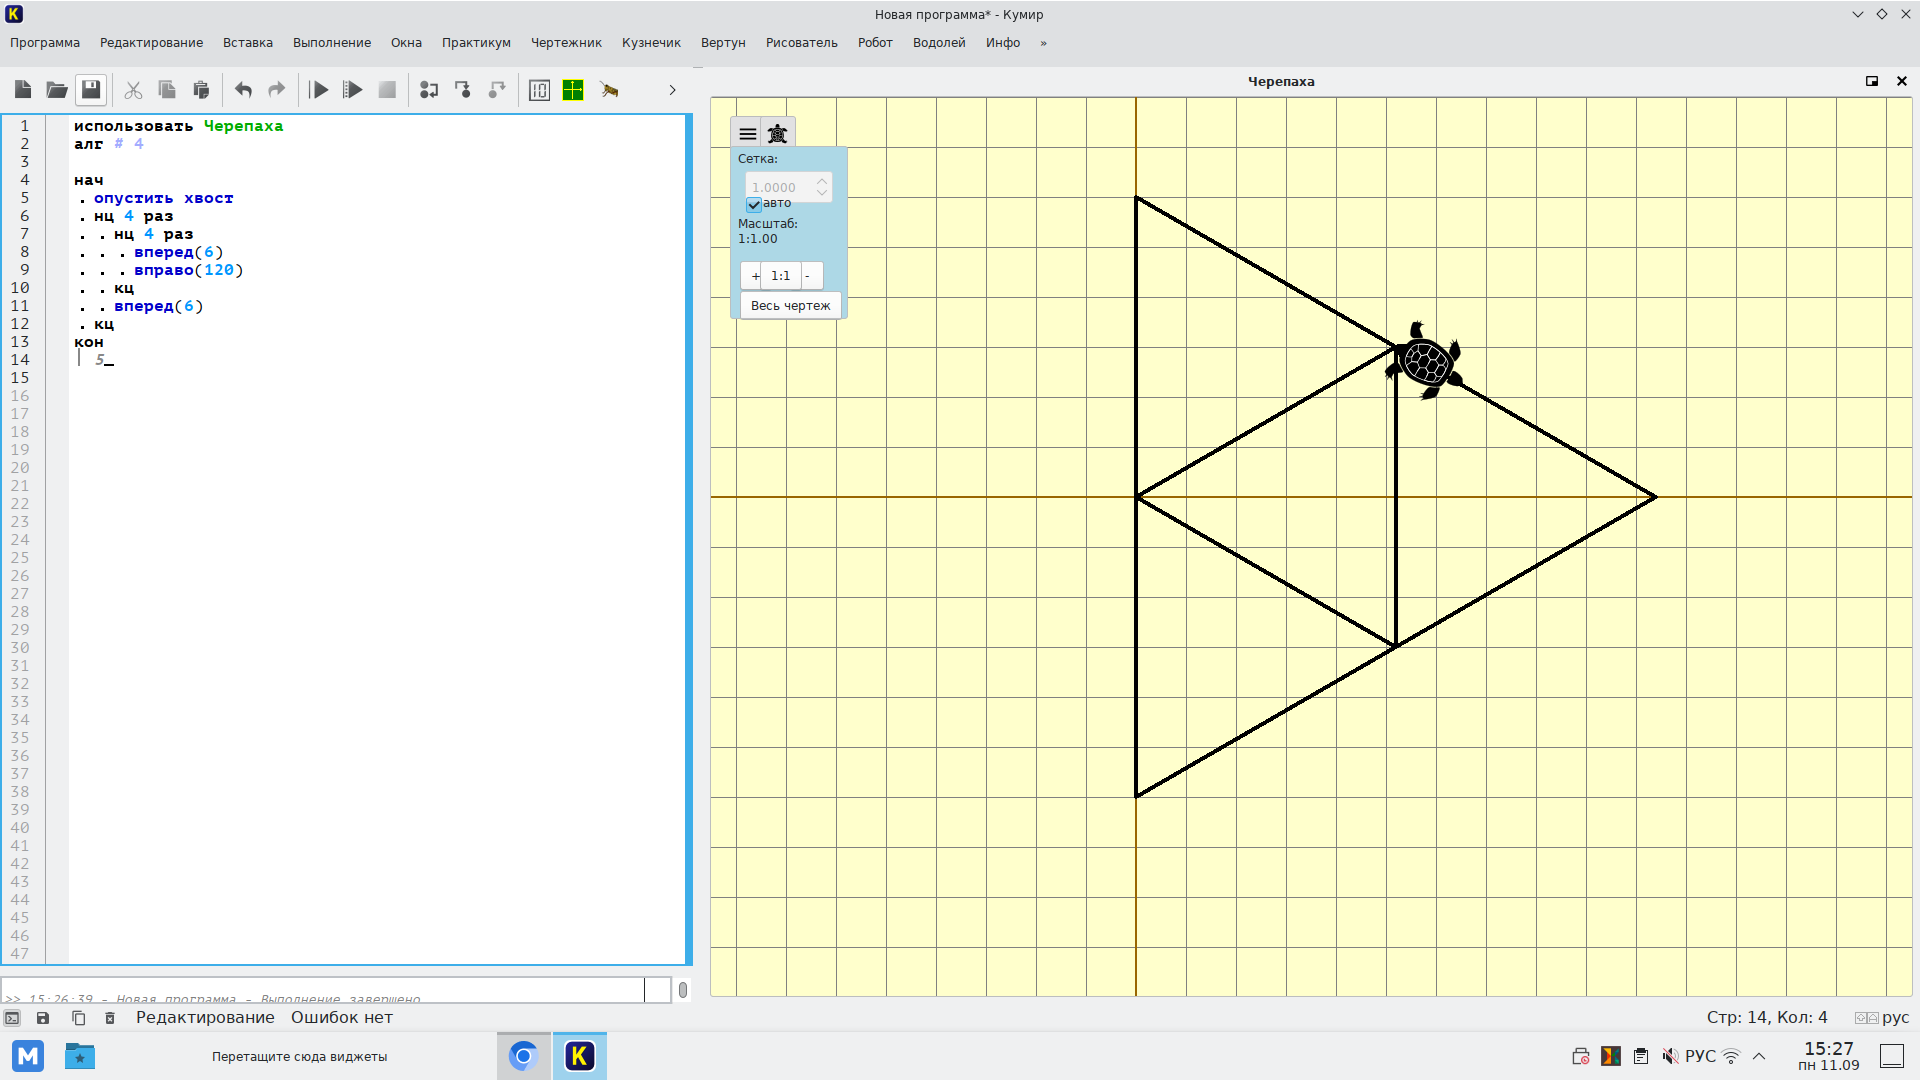 Новая программа* - Кумир
Программа Редактирование Вставка Выполнение Окна Практикум Чертежник Кузнечик Вертун Рисователь Робот Водолей Инфо »
Черепаха
1 использовать Черепаха
2 алг # 4
3
4 нач
5 . опустить хвост
6 . нц 4 раз
7 . . нц 4 раз
8 . . . вперед(6)
9 . . . вправо(120)
10 . . кц
11 . . вперед(6)
12 . кц
13 кон
14 | 5
15
16
17
18
19
20
21
22
23
24
25
26
27
28
29
30
31
32
33
34
35
36
37
38
39
40
41
42
43
44
45
46
47
Сетка:
1.0000
авто
Масштаб:
1:1.00
+ 1:1 -
Весь чертеж
>> 15:26:39 - Новая программа - Выполнение завершено
Редактирование Ошибок нет
Стр: 14, Кол: 4
рус
Перетащите сюда виджеты
РУС
15:27
пн 11.09